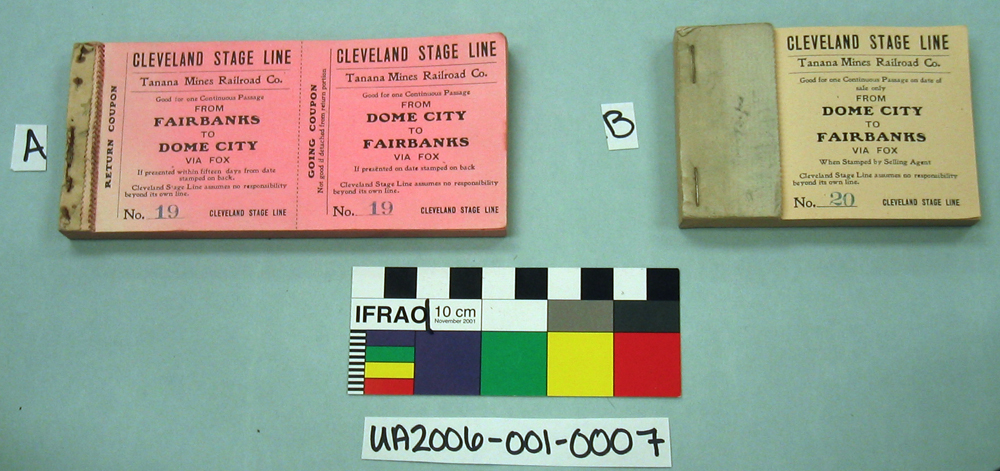 A
RETURN COUPON
CLEVELAND STAGE LINE
Tanana Mines Railroad Co.
Good for one Continuous Passage
FROM
FAIRBANKS
TO
DOME CITY
VIA FOX
If presented within fifteen days from date
stamped on back.
Cleveland Stage Line assumes no responsibility
beyond its own line.
No. 19 CLEVELAND STAGE LINE
GOING COUPON
Not good if detached from return portion
CLEVELAND STAGE LINE
Tanana Mines Railroad Co.
Good for one Continuous Passage
FROM
DOME CITY
TO
FAIRBANKS
VIA FOX
If presented on date stamped on back
Cleveland Stage Line assumes no responsibility
beyond its own line.
No. 19 CLEVELAND STAGE LINE
B
CLEVELAND STAGE LINE
Tanana Mines Railroad Co.
Good for one Continuous Passage on date of
sale only
FROM
DOME CITY
TO
FAIRBANKS
VIA FOX
When Stamped by Selling Agent
Cleveland Stage Line assumes no responsibility
beyond its own line.
No. 20 CLEVELAND STAGE LINE
IFRAO
10 cm
November 2001
UA2006-001-0007